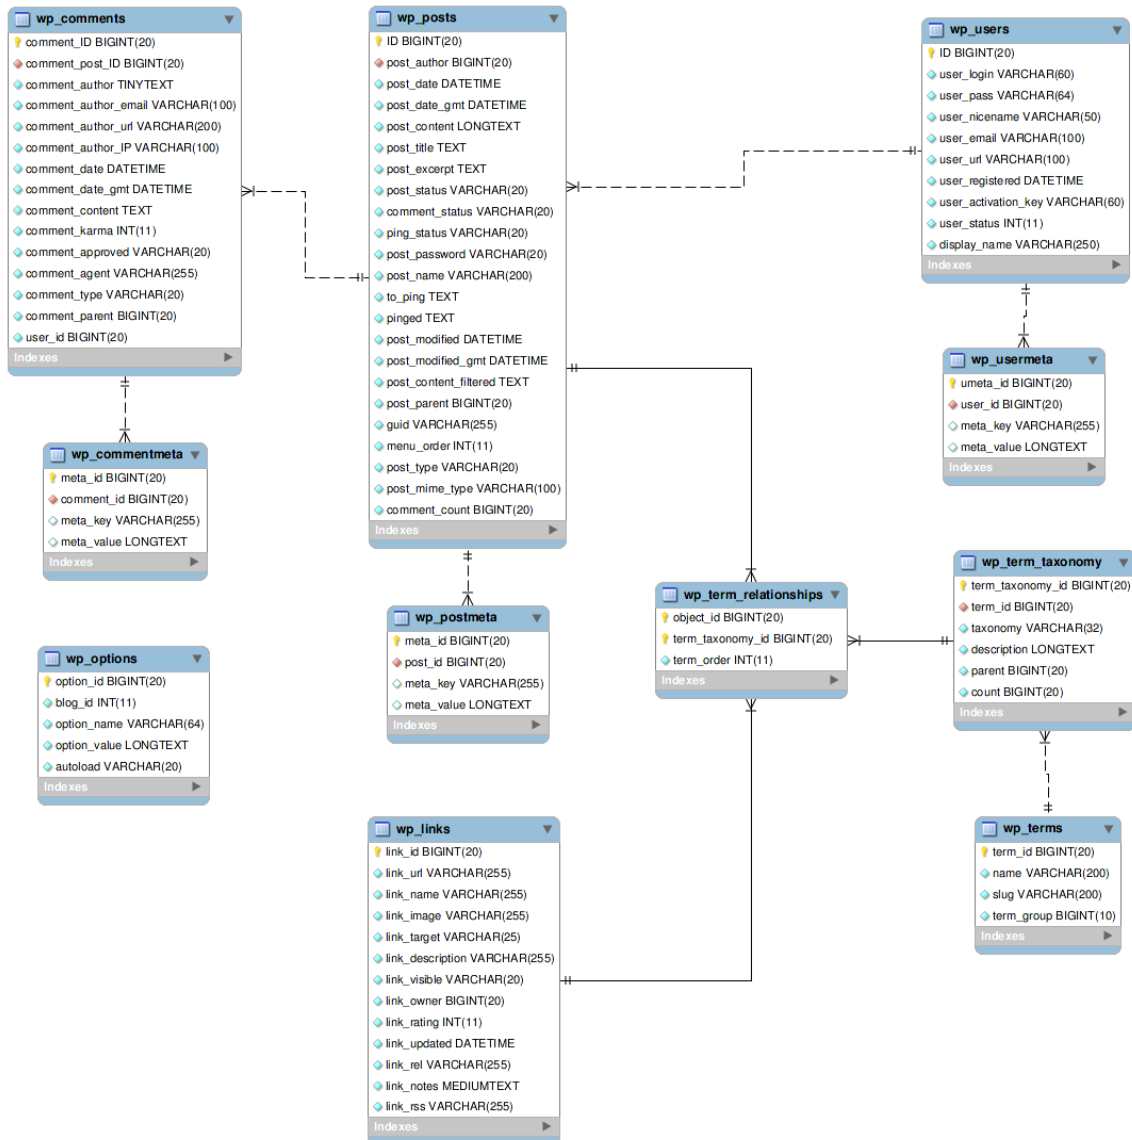 wp_comments
comment_ID BIGINT(20)
comment_post_ID BIGINT(20)
comment_author TINYTEXT
comment_author_email VARCHAR(100)
comment_author_url VARCHAR(200)
comment_author_IP VARCHAR(100)
comment_date DATETIME
comment_date_gmt DATETIME
comment_content TEXT
comment_karma INT(11)
comment_approved VARCHAR(20)
comment_agent VARCHAR(255)
comment_type VARCHAR(20)
comment_parent BIGINT(20)
user_id BIGINT(20)
Indexes
wp_posts
ID BIGINT(20)
post_author BIGINT(20)
post_date DATETIME
post_date_gmt DATETIME
post_content LONGTEXT
post_title TEXT
post_excerpt TEXT
post_status VARCHAR(20)
comment_status VARCHAR(20)
ping_status VARCHAR(20)
post_password VARCHAR(20)
post_name VARCHAR(200)
to_ping TEXT
pinged TEXT
post_modified DATETIME
post_modified_gmt DATETIME
post_content_filtered TEXT
post_parent BIGINT(20)
guid VARCHAR(255)
menu_order INT(11)
post_type VARCHAR(20)
post_mime_type VARCHAR(100)
comment_count BIGINT(20)
Indexes
wp_users
ID BIGINT(20)
user_login VARCHAR(60)
user_pass VARCHAR(64)
user_nicename VARCHAR(50)
user_email VARCHAR(100)
user_url VARCHAR(100)
user_registered DATETIME
user_activation_key VARCHAR(60)
user_status INT(11)
display_name VARCHAR(250)
Indexes
wp_usermeta
umeta_id BIGINT(20)
user_id BIGINT(20)
meta_key VARCHAR(255)
meta_value LONGTEXT
Indexes
wp_commentmeta
meta_id BIGINT(20)
comment_id BIGINT(20)
meta_key VARCHAR(255)
meta_value LONGTEXT
Indexes
wp_options
option_id BIGINT(20)
blog_id INT(11)
option_name VARCHAR(64)
option_value LONGTEXT
autoload VARCHAR(20)
Indexes
wp_postmeta
meta_id BIGINT(20)
post_id BIGINT(20)
meta_key VARCHAR(255)
meta_value LONGTEXT
Indexes
wp_term_relationships
object_id BIGINT(20)
term_taxonomy_id BIGINT(20)
term_order INT(11)
Indexes
wp_term_taxonomy
term_taxonomy_id BIGINT(20)
term_id BIGINT(20)
taxonomy VARCHAR(32)
description LONGTEXT
parent BIGINT(20)
count BIGINT(20)
Indexes
wp_links
link_id BIGINT(20)
link_url VARCHAR(255)
link_name VARCHAR(255)
link_image VARCHAR(255)
link_target VARCHAR(25)
link_description VARCHAR(255)
link_visible VARCHAR(20)
link_owner BIGINT(20)
link_rating INT(11)
link_updated DATETIME
link_rel VARCHAR(255)
link_notes MEDIUMTEXT
link_rss VARCHAR(255)
Indexes
wp_terms
term_id BIGINT(20)
name VARCHAR(200)
slug VARCHAR(200)
term_group BIGINT(10)
Indexes